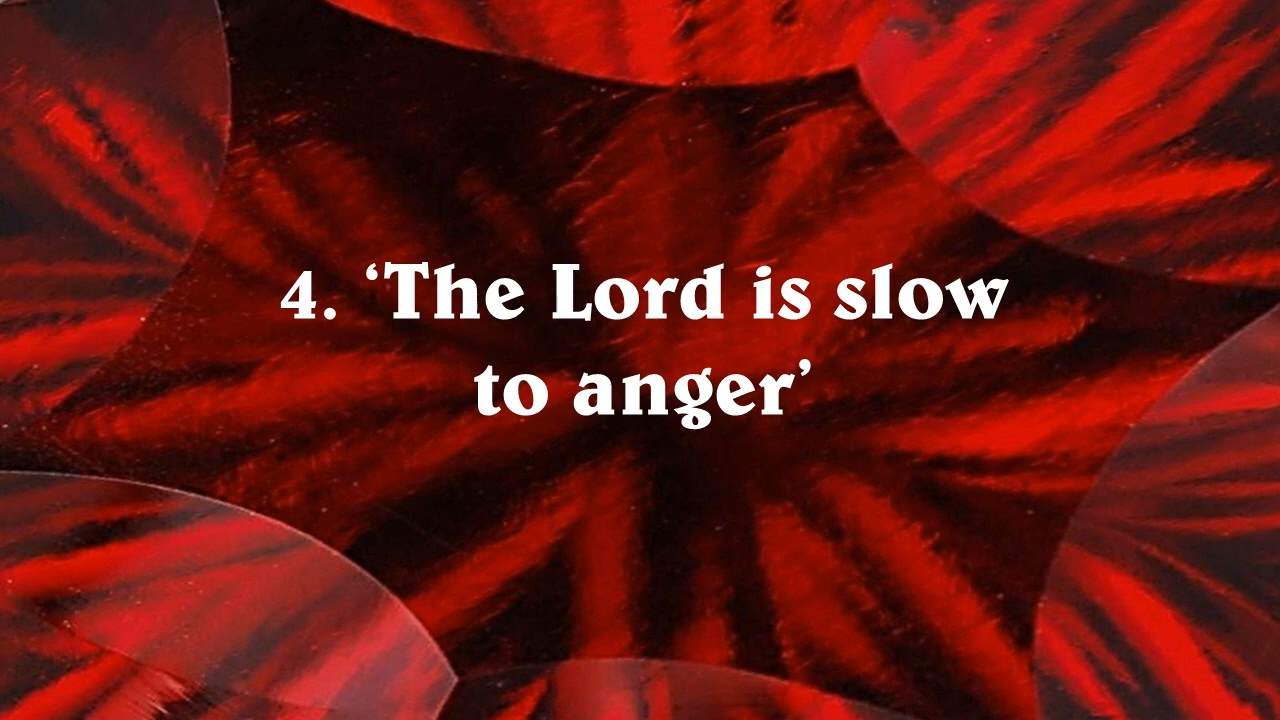 4. ‘The Lord is slow
to anger’